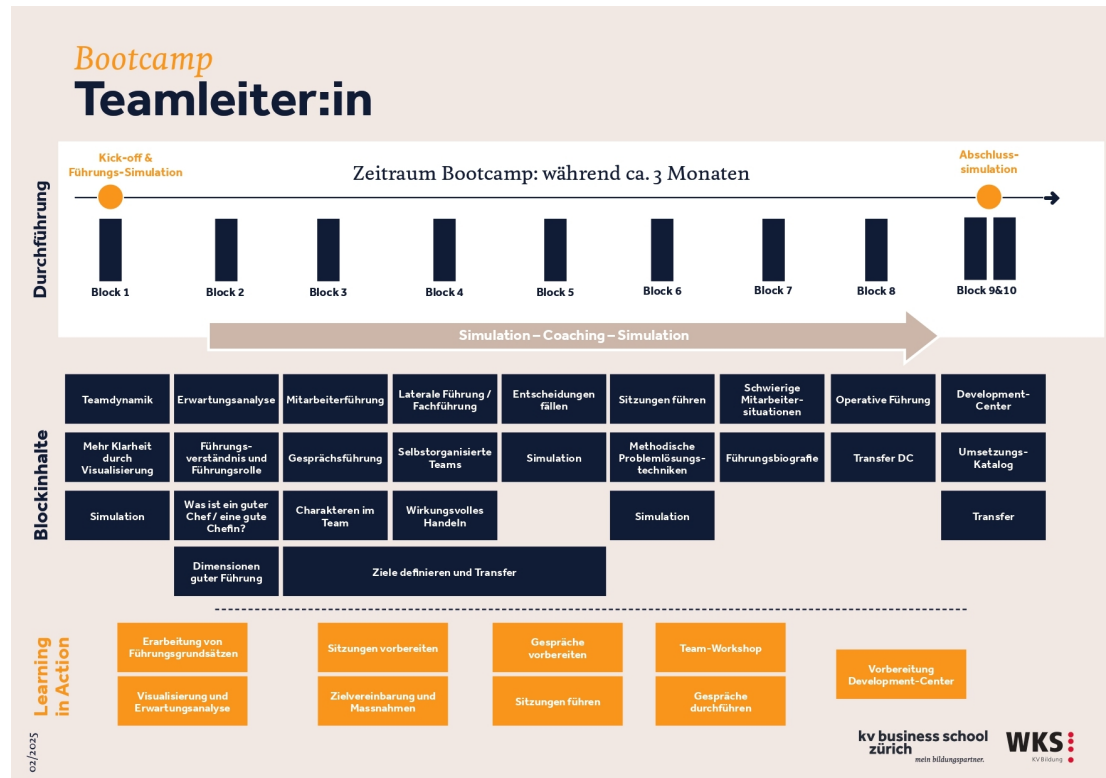 Bootcamp
Teamleiter:in
Durchführung
Kick-off &
Führungs-Simulation
Zeitraum Bootcamp: während ca. 3 Monaten
Abschluss-
simulation
Block 1
Block 2
Block 3
Block 4
Block 5
Block 6
Block 7
Block 8
Block 9&10
Simulation – Coaching – Simulation
Blockinhalte
Teamdynamik
Erwartungsanalyse
Mitarbeiterführung
Laterale Führung /
Fachführung
Entscheidungen
fällen
Sitzungen führen
Schwierige
Mitarbeiter-
situationen
Operative Führung
Development-
Center
Mehr Klarheit
durch
Visualisierung
Führungs-
verständnis und
Führungsrolle
Gesprächsführung
Selbstorganisierte
Teams
Simulation
Methodische
Problemlösungs-
techniken
Führungsbiografie
Transfer DC
Umsetzungs-
Katalog
Simulation
Was ist ein guter
Chef / eine gute
Chefin?
Charakteren im
Team
Wirkungsvolles
Handeln
Simulation
Transfer
Dimensionen
guter Führung
Ziele definieren und Transfer
Learning
in Action
Erarbeitung von
Führungsgrundsätzen
Sitzungen vorbereiten
Gespräche
vorbereiten
Team-Workshop
Vorbereitung
Development-Center
Visualisierung und
Erwartungsanalyse
Zielvereinbarung und
Massnahmen
Sitzungen führen
Gespräche
durchführen
02/2025
kv business school
zürich
mein bildungspartner.
WKS
KV Bildung